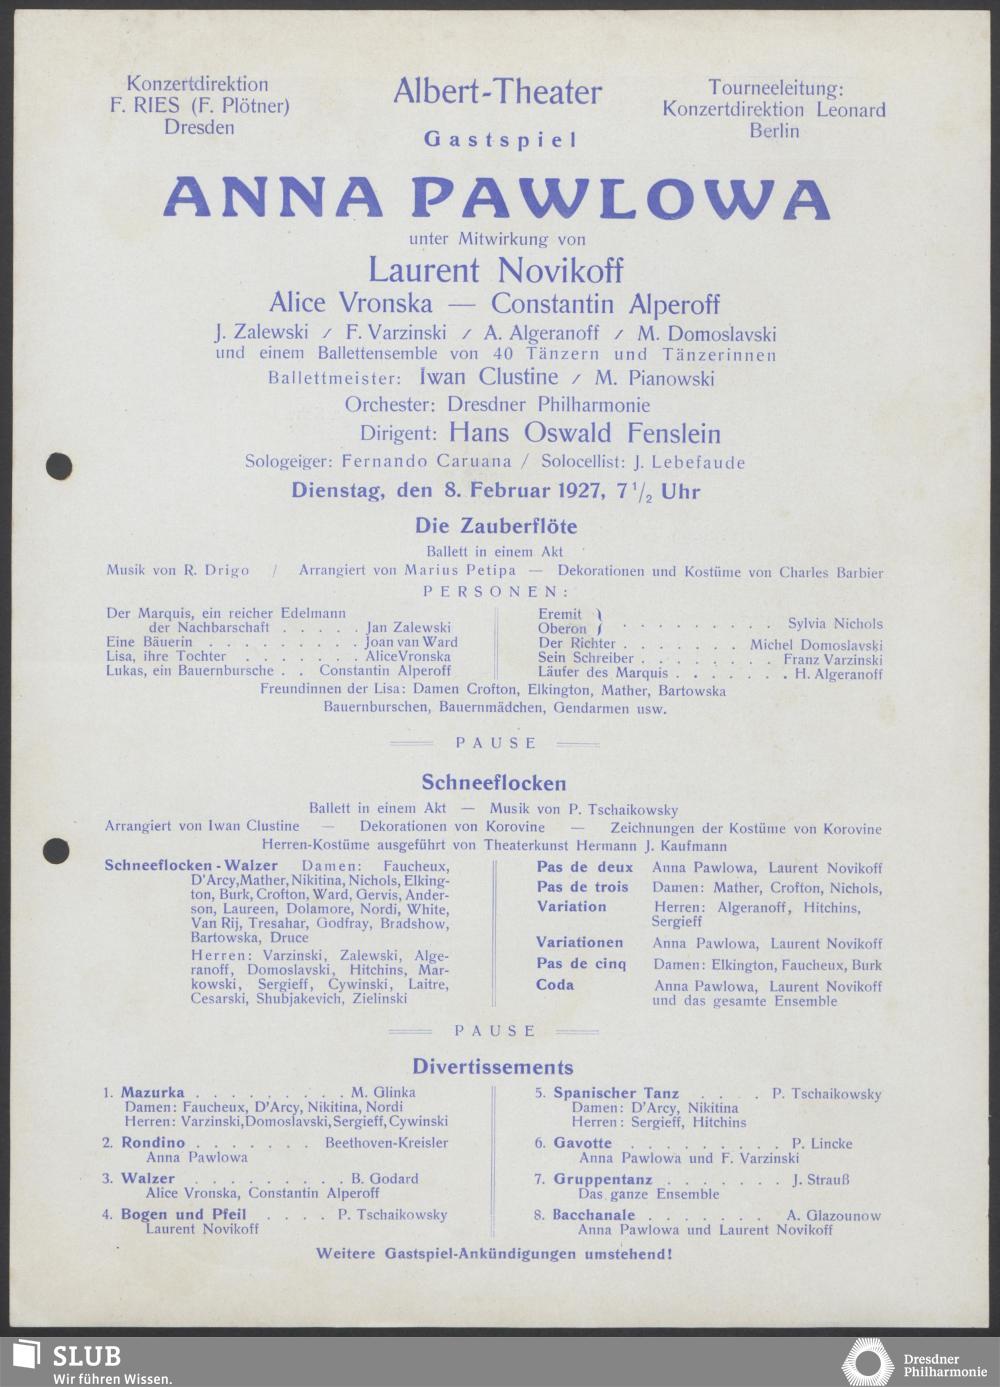 Konzertdirektion
F. RIES (F. Plötner)
Dresden
Albert-Theater
Gastspiel
Tourneeleitung:
Konzertdirektion Leonard
Berlin
ANNA PAWLOWA
unter Mitwirkung von
Laurent Novikoff
Alice Vronska — Constantin Alperoff
J. Zalewski / F. Varzinski / A. Algeranoff / M. Domoslavski
und einem Ballettensemble von 40 Tänzern und Tänzerinnen
Ballettmeister: Iwan Clustine / M. Pianowski
Orchester: Dresdner Philharmonie
Dirigent: Hans Oswald Fenslein
Sologeiger: Fernando Caruana / Solocellist: J. Lebefaude
Dienstag, den 8. Februar 1927, 7 1/2 Uhr
Die Zauberflöte
Ballett in einem Akt
Musik von R. Drigo / Arrangiert von Marius Petipa — Dekorationen und Kostüme von Charles Barbier
PERSONEN:
Der Marquis, ein reicher Edelmann
der Nachbarschaft . . . . . Jan Zalewski
Eine Bäuerin . . . . . . . . Joan van Ward
Lisa, ihre Tochter . . . . . . . Alice Vronska
Lukas, ein Bauernbursche . . Constantin Alperoff
Eremit }
Oberon } . . . . . . . . . Sylvia Nichols
Der Richter . . . . . . . Michel Domoslavski
Sein Schreiber . . . . . . . . Franz Varzinski
Läufer des Marquis . . . . . . . H. Algeranoff
Freundinnen der Lisa: Damen Crofton, Elkington, Mather, Bartowska
Bauernburschen, Bauernmädchen, Gendarmen usw.
PAUSE
Schneeflocken
Ballett in einem Akt — Musik von P. Tschaikowsky
Arrangiert von Iwan Clustine — Dekorationen von Korovine — Zeichnungen der Kostüme von Korovine
Herren-Kostüme ausgeführt von Theaterkunst Hermann J. Kaufmann
Schneeflocken-Walzer Damen: Faucheux,
D'Arcy, Mather, Nikitina, Nichols, Elking-
ton, Burk, Crofton, Ward, Gervis, Ander-
son, Laureen, Dolamore, Nordi, White,
Van Rij, Tresahar, Godfray, Bradshow,
Bartowska, Druce
Herren: Varzinski, Zalewski, Alge-
ranoff, Domoslavski, Hitchins, Mar-
kowski, Sergieff, Cywinski, Laitre,
Cesarski, Shubjakevich, Zielinski
Pas de deux Anna Pawlowa, Laurent Novikoff
Pas de trois Damen: Mather, Crofton, Nichols,
Variation Herren: Algeranoff, Hitchins,
Sergieff
Variationen Anna Pawlowa, Laurent Novikoff
Pas de cinq Damen: Elkington, Faucheux, Burk
Coda Anna Pawlowa, Laurent Novikoff
und das gesamte Ensemble
PAUSE
Divertissements
1. Mazurka . . . . . . . . . M. Glinka
Damen: Faucheux, D'Arcy, Nikitina, Nordi
Herren: Varzinski, Domoslavski, Sergieff, Cywinski
2. Rondino . . . . . . . Beethoven-Kreisler
Anna Pawlowa
3. Walzer . . . . . . . . . B. Godard
Alice Vronska, Constantin Alperoff
4. Bogen und Pfeil . . . . P. Tschaikowsky
Laurent Novikoff
5. Spanischer Tanz . . . . P. Tschaikowsky
Damen: D'Arcy, Nikitina
Herren: Sergieff, Hitchins
6. Gavotte . . . . . . . . . P. Lincke
Anna Pawlowa und F. Varzinski
7. Gruppentanz . . . . . . . J. Strauß
Das ganze Ensemble
8. Bacchanale . . . . . . . A. Glazounow
Anna Pawlowa und Laurent Novikoff
Weitere Gastspiel-Ankündigungen umstehend!
SLUB
Wir führen Wissen.
Dresdner
Philharmonie